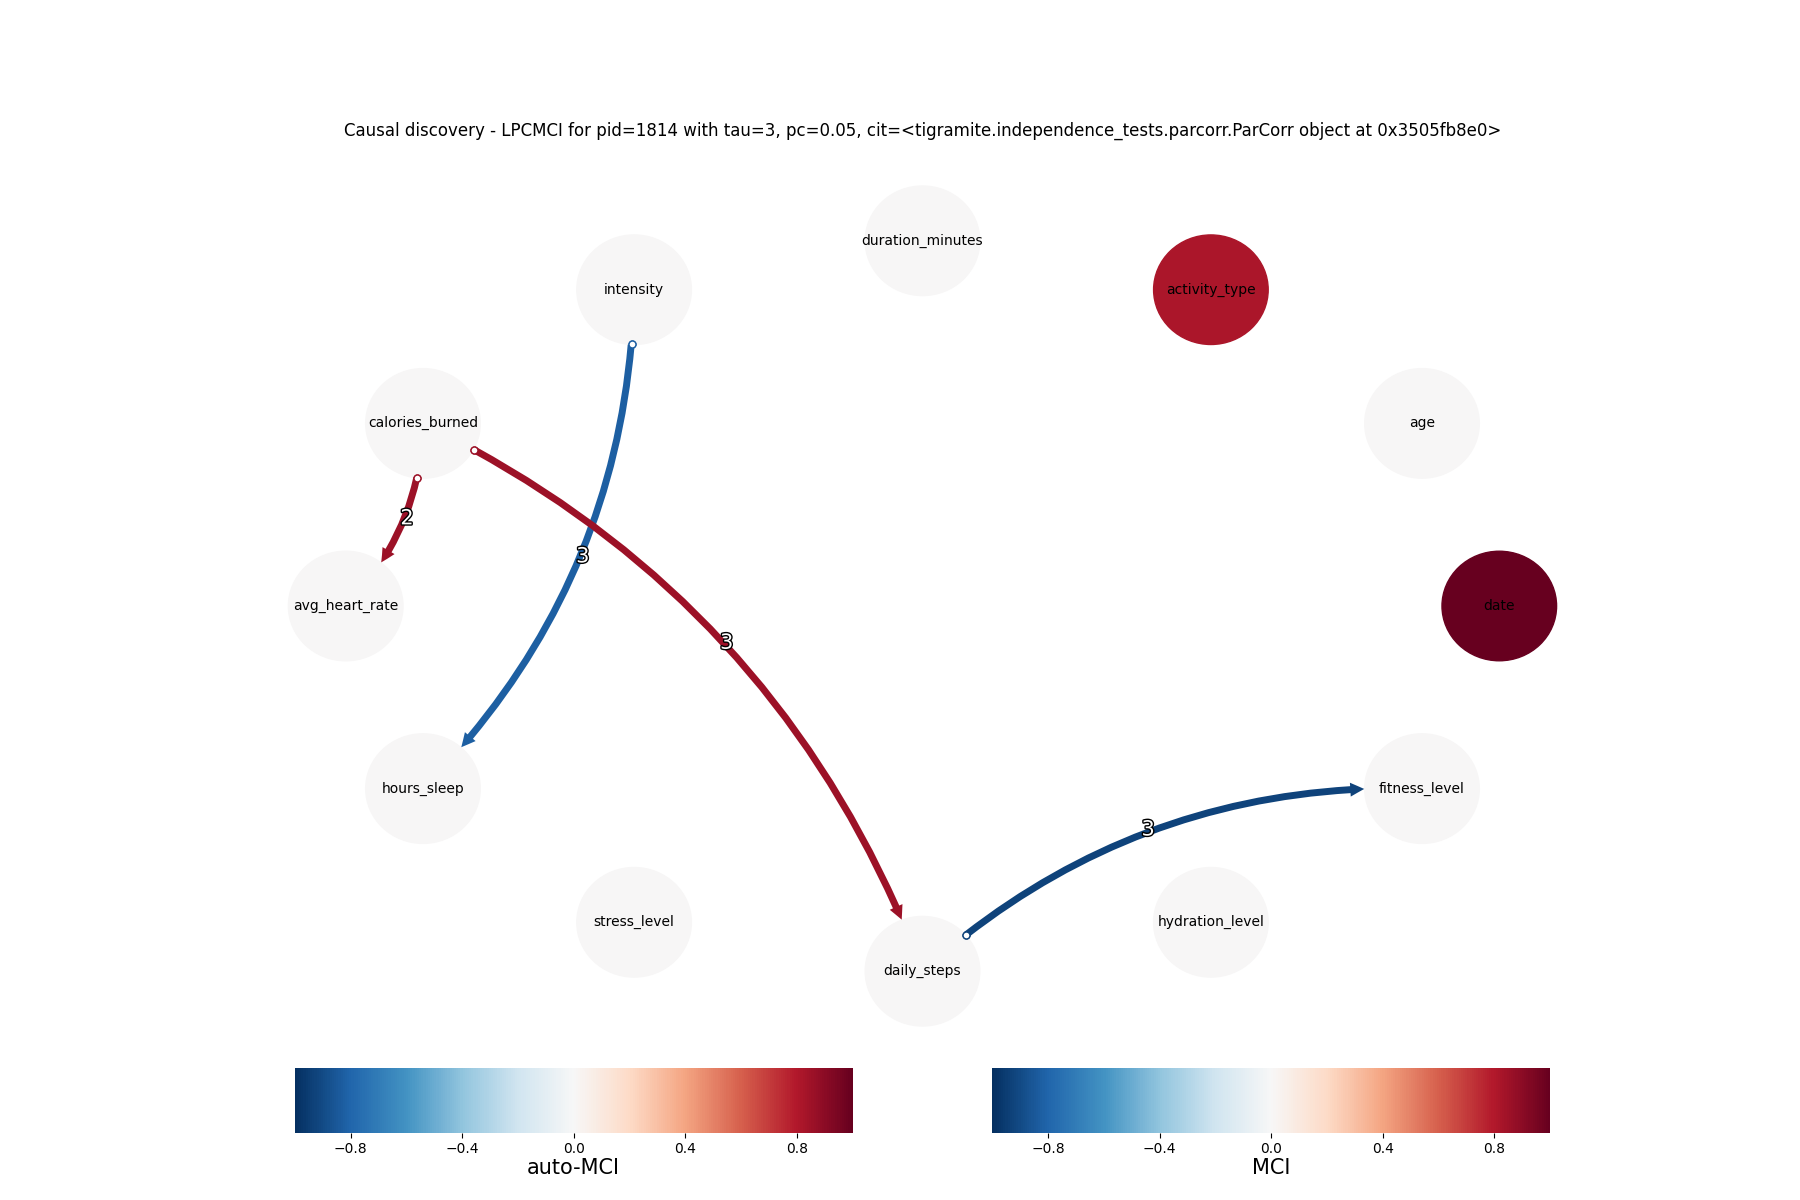 Causal discovery - LPCMCI for pid=1814 with tau=3, pc=0.05, cit=<tigramite.independence_tests.parcorr.ParCorr object at 0x3505fb8e0>
duration_minutes
intensity
activity_type
calories_burned
age
2
3
avg_heart_rate
date
3
hours_sleep
fitness_level
3
stress_level
hydration_level
daily_steps
−0.8 −0.4 0.0 0.4 0.8
auto-MCI
−0.8 −0.4 0.0 0.4 0.8
MCI